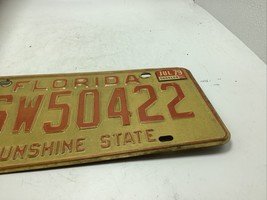 JUL 79
FLORIDA
SW50422
UNSHINE STATE